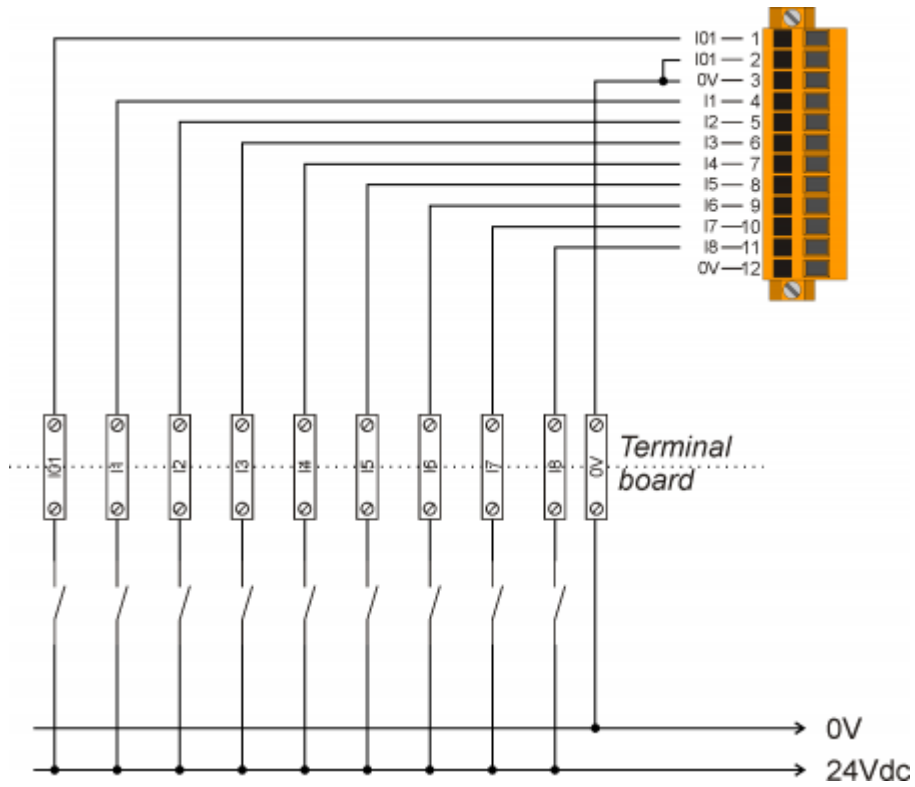 I01 — 1
I01 — 2
0V — 3
I1 — 4
I2 — 5
I3 — 6
I4 — 7
I5 — 8
I6 — 9
I7 — 10
I8 — 11
0V — 12
I01
I1
I2
I3
I4
I5
I6
I7
I8
0V
Terminal
board
0V
24Vdc